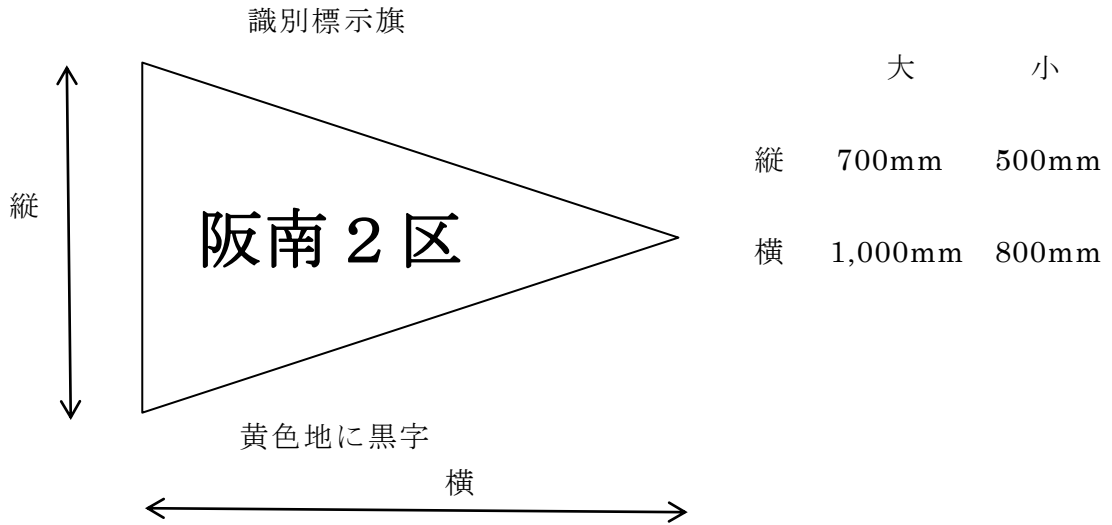 識別標示旗
大 小
縦 700mm 500mm
縦
阪南２区
横 1,000mm 800mm
黄色地に黒字
横